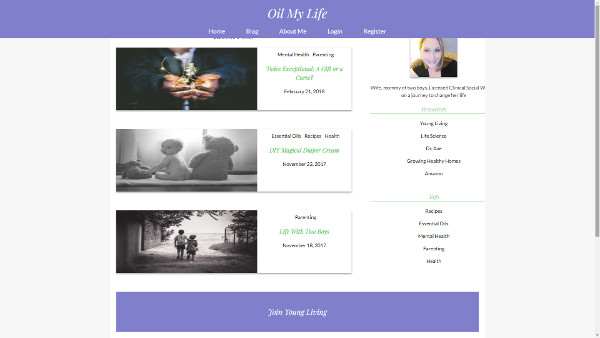 Oil My Life
Home Blog About Me Login Register
Mental Health Parenting
Twice Exceptional: A Gift or a
Curse?
February 21, 2018
Essential Oils Recipes Health
DIY Magical Diaper Cream
November 22, 2017
Parenting
Life With Two Boys
November 18, 2017
Wife, mommy of two boys, Licensed Clinical Social W
on a journey to change her life
Resources
Young Living
Life Science
Dr. Axe
Growing Healthy Homes
Amazon
Recipes
Essential Oils
Mental Health
Parenting
Health
Join Young Living